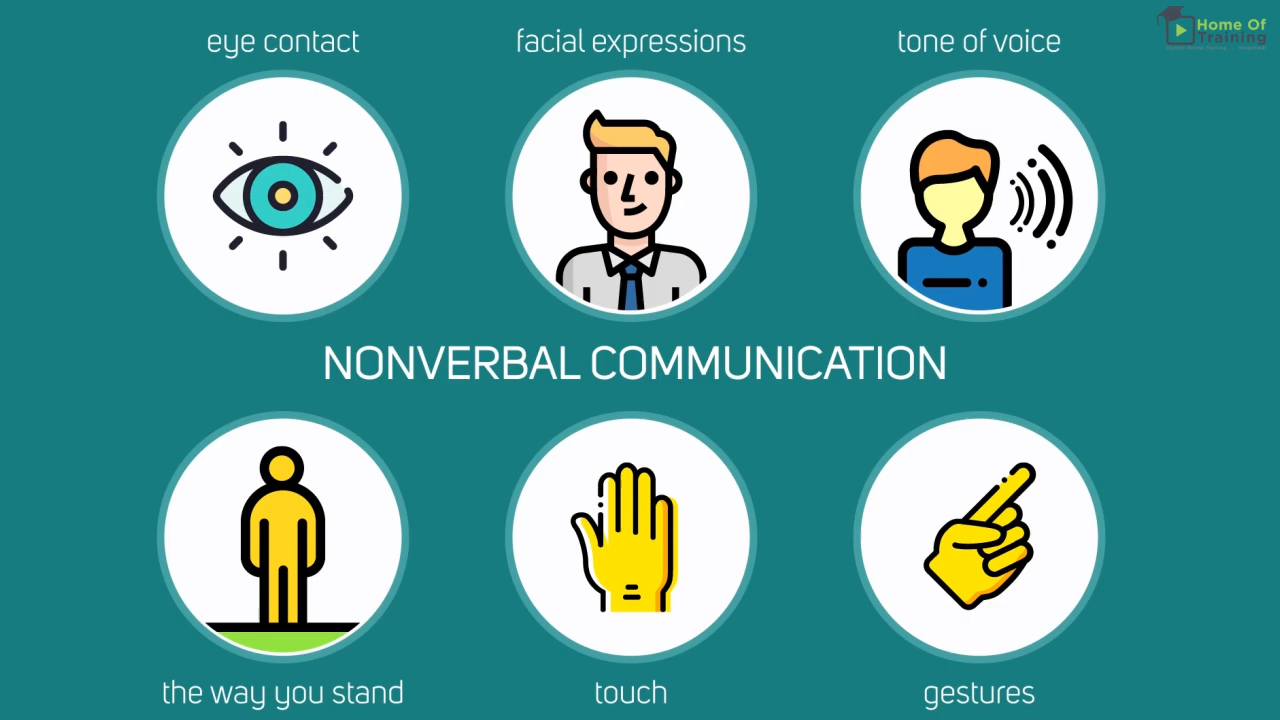 eye contact
facial expressions
tone of voice
Home Of
Training
NONVERBAL COMMUNICATION
the way you stand
touch
gestures